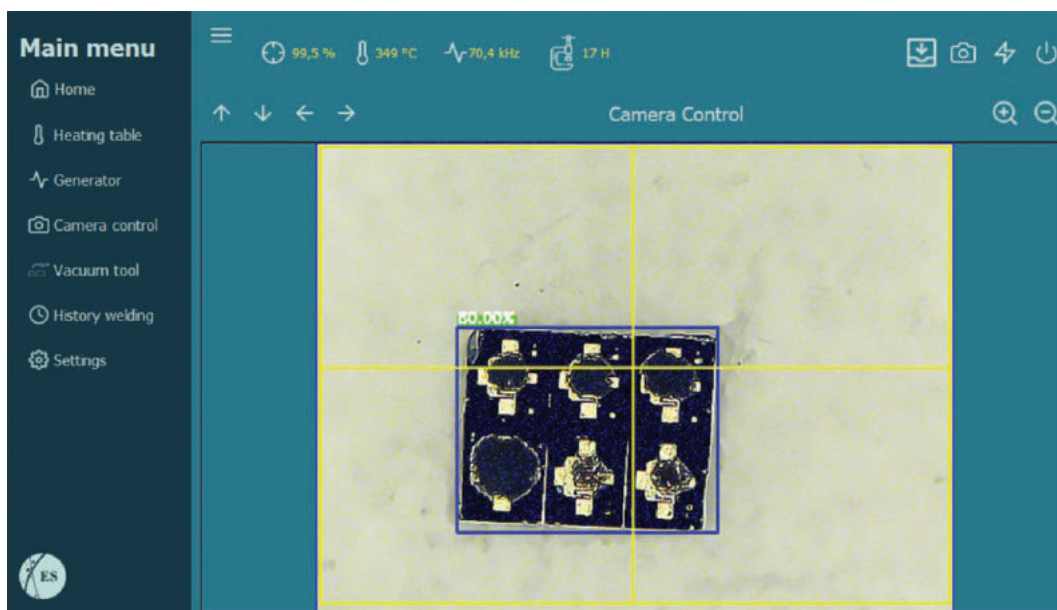 Main menu
Home
Heating table
Generator
Camera control
Vacuum tool
History welding
Settings
ES
99,5 %
349 ºC
70,4 kHz
17 H
Camera Control
80.00%